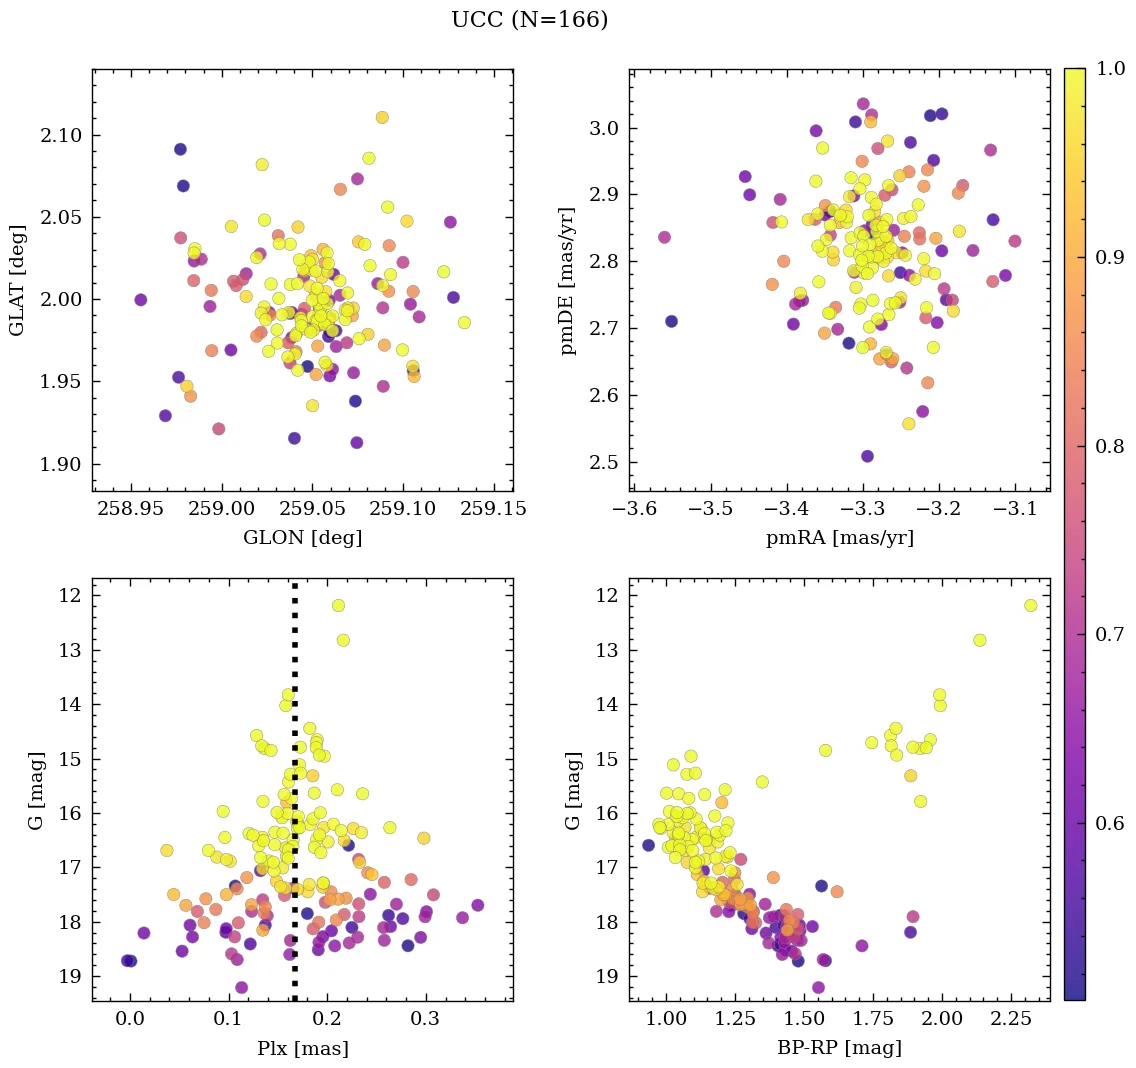 UCC (N=166)
2.10
2.05
2.00
1.95
1.90
GLAT [deg]
258.95 259.00 259.05 259.10 259.15
GLON [deg]
3.0
2.9
2.8
2.7
2.6
2.5
pmDE [mas/yr]
−3.6 −3.5 −3.4 −3.3 −3.2 −3.1
pmRA [mas/yr]
12
13
14
15
16
17
18
19
G [mag]
0.0 0.1 0.2 0.3
Plx [mas]
12
13
14
15
16
17
18
19
G [mag]
1.00 1.25 1.50 1.75 2.00 2.25
BP-RP [mag]
1.0
0.9
0.8
0.7
0.6